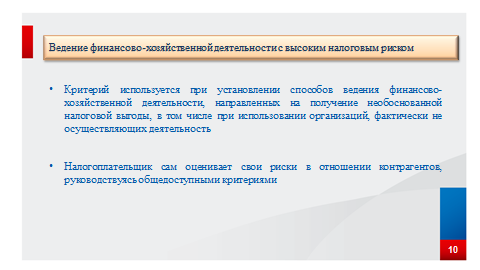 Ведение финансово-хозяйственной деятельности с высоким налоговым риском
• Критерий используется при установлении способов ведения финансово-
хозяйственной деятельности, направленных на получение необоснованной
налоговой выгоды, в том числе при использовании организаций, фактически не
осуществляющих деятельность
• Налогоплательщик сам оценивает свои риски в отношении контрагентов,
руководствуясь общедоступными критериями
10